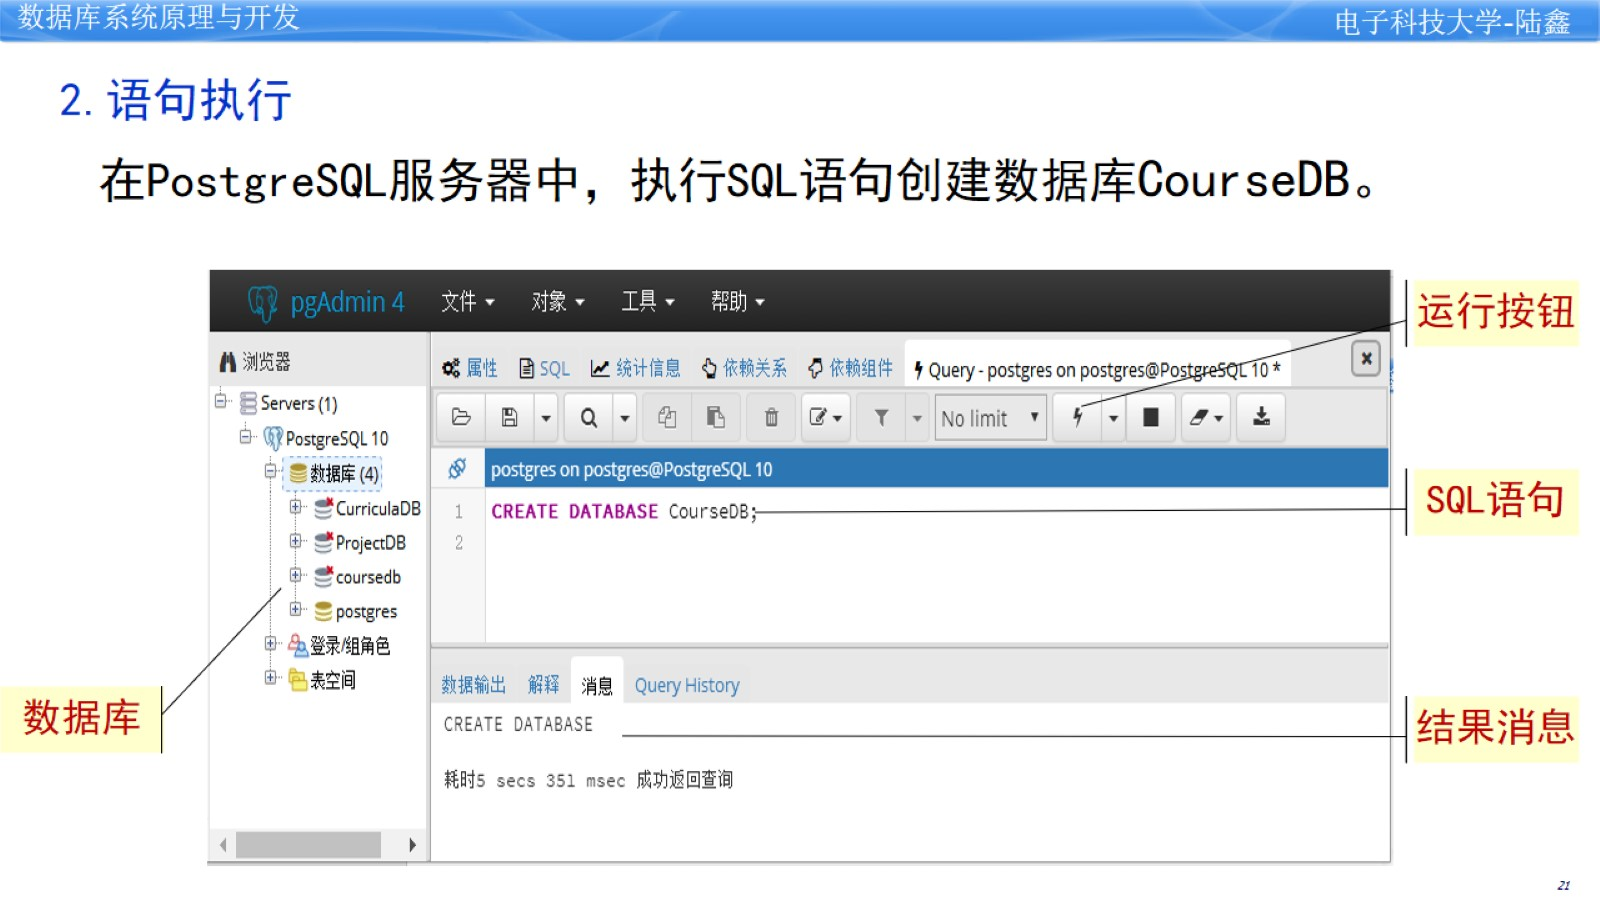 数据库系统原理与开发
电子科技大学-陆鑫
2.语句执行
在PostgreSQL服务器中，执行SQL语句创建数据库CourseDB。
pgAdmin 4 文件 对象 工具 帮助
运行按钮
浏览器
属性 SQL 统计信息 依赖关系 依赖组件 Query - postgres on postgres@PostgreSQL 10 *
Servers (1)
PostgreSQL 10
数据库 (4)
CurriculaDB
ProjectDB
coursedb
postgres
登录/组角色
表空间
No limit
postgres on postgres@PostgreSQL 10
1 CREATE DATABASE CourseDB;
2
SQL语句
数据库
数据输出 解释 消息 Query History
CREATE DATABASE
结果消息
耗时5 secs 351 msec 成功返回查询
21